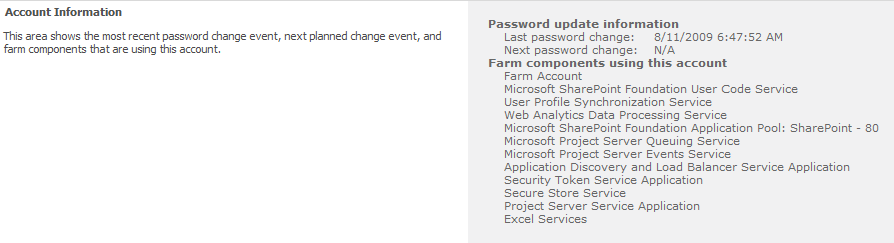 Account Information
This area shows the most recent password change event, next planned change event, and
farm components that are using this account.
Password update information
Last password change: 8/11/2009 6:47:52 AM
Next password change: N/A
Farm components using this account
Farm Account
Microsoft SharePoint Foundation User Code Service
User Profile Synchronization Service
Web Analytics Data Processing Service
Microsoft SharePoint Foundation Application Pool: SharePoint - 80
Microsoft Project Server Queuing Service
Microsoft Project Server Events Service
Application Discovery and Load Balancer Service Application
Security Token Service Application
Secure Store Service
Project Server Service Application
Excel Services